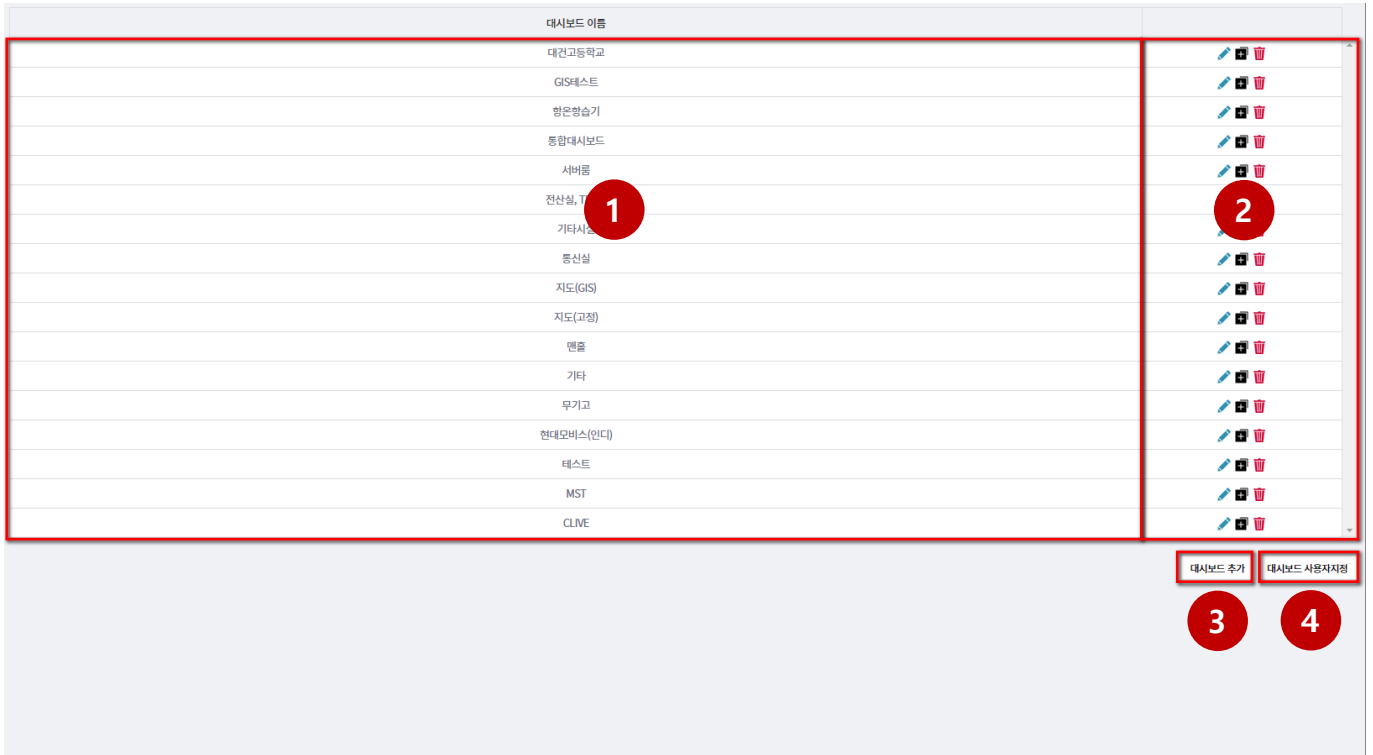 대시보드 이름
대건고등학교
GIS테스트
항온항습기
통합대시보드
서버룸
전산실,
1
2
기타시설
통신실
지도(GIS)
지도(고정)
맨홀
기타
무기고
현대모비스(인디)
테스트
MST
CLIVE
대시보드 추가
대시보드 사용자지정
3
4